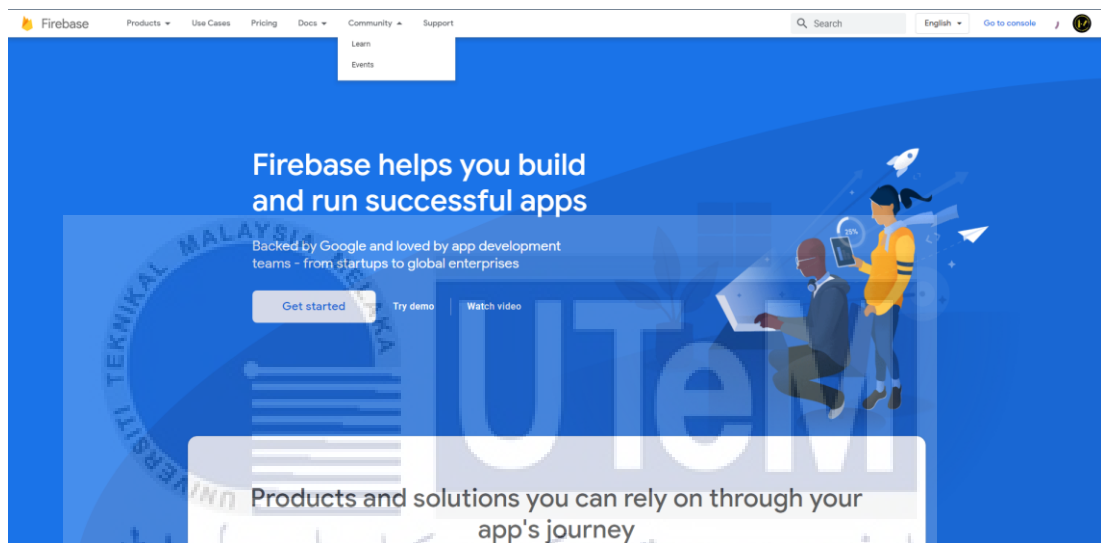 Firebase
Products
Use Cases
Pricing
Docs
Community
Support
Search
English
Go to console
Learn
Events
Firebase helps you build
and run successful apps
Backed by Google and loved by app development
teams - from startups to global enterprises
Get started
Try demo
Watch video
25%
UNIVERSITI TEKNIKAL MALAYSIA MELAKA
UTeM
Products and solutions you can rely on through your
app's journey